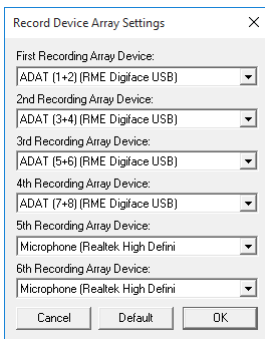 Record Device Array Settings
First Recording Array Device:
ADAT (1+2) (RME Digiface USB)
2nd Recording Array Device:
ADAT (3+4) (RME Digiface USB)
3rd Recording Array Device:
ADAT (5+6) (RME Digiface USB)
4th Recording Array Device:
ADAT (7+8) (RME Digiface USB)
5th Recording Array Device:
Microphone (Realtek High Defini
6th Recording Array Device:
Microphone (Realtek High Defini
Cancel Default OK